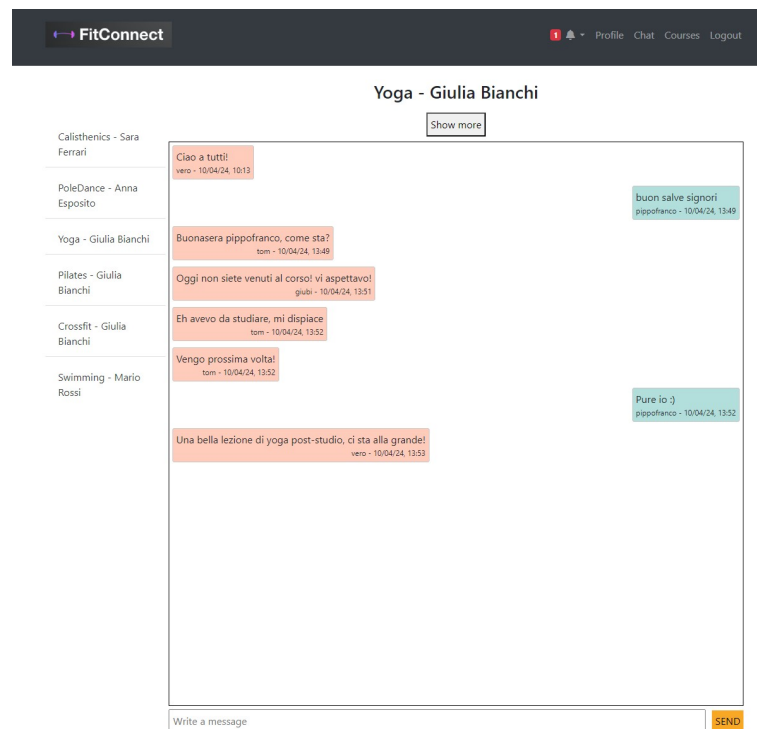 FitConnect
1 Profile Chat Courses Logout
Yoga - Giulia Bianchi
Show more
Calisthenics - Sara
Ferrari
PoleDance - Anna
Esposito
Yoga - Giulia Bianchi
Pilates - Giulia
Bianchi
Crossfit - Giulia
Bianchi
Swimming - Mario
Rossi
Ciao a tutti!
vero - 10/04/24, 10:13
buon salve signori
pippofranco - 10/04/24, 13:49
Buonasera pippofranco, come sta?
tom - 10/04/24, 13:49
Oggi non siete venuti al corso! vi aspettavo!
giubi - 10/04/24, 13:51
Eh avevo da studiare, mi dispiace
tom - 10/04/24, 13:52
Vengo prossima volta!
tom - 10/04/24, 13:52
Pure io :)
pippofranco - 10/04/24, 13:52
Una bella lezione di yoga post-studio, ci sta alla grande!
vero - 10/04/24, 13:53
Write a message
SEND